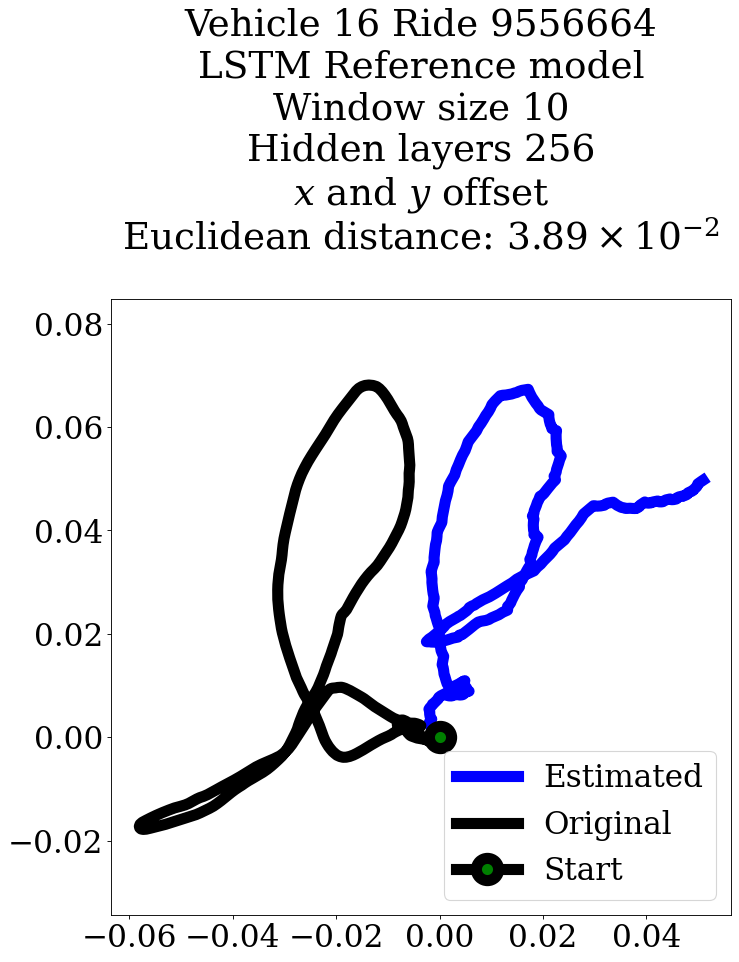 Vehicle 16 Ride 9556664
LSTM Reference model
Window size 10
Hidden layers 256
x and y offset
Euclidean distance: 3.89 × 10⁻²
0.08
0.06
0.04
0.02
0.00
−0.02
Estimated
Original
Start
−0.06 −0.04 −0.02 0.00 0.02 0.04